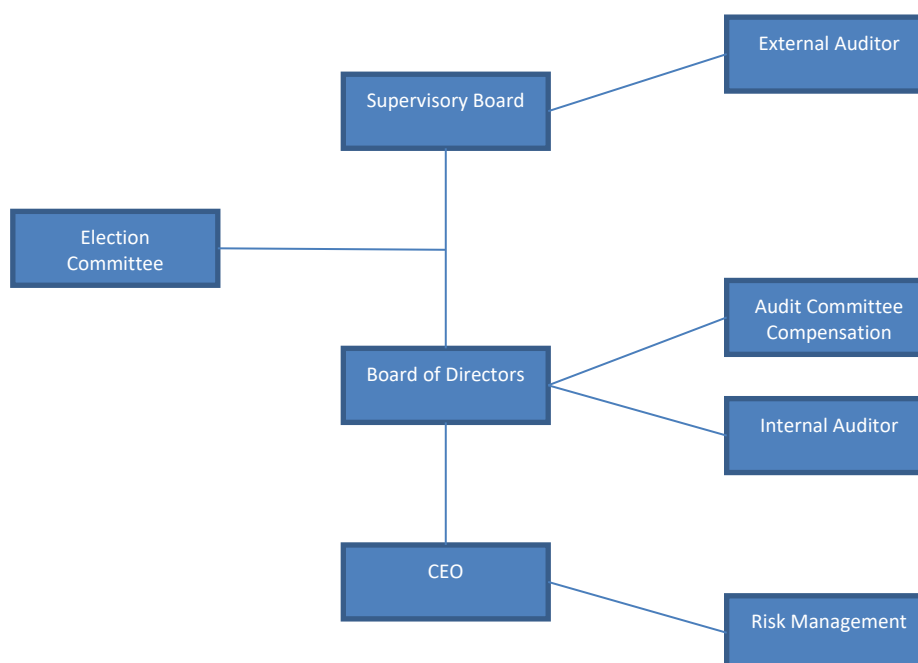 External Auditor
Supervisory Board
Election
Committee
Audit Committee
Compensation
Board of Directors
Internal Auditor
CEO
Risk Management